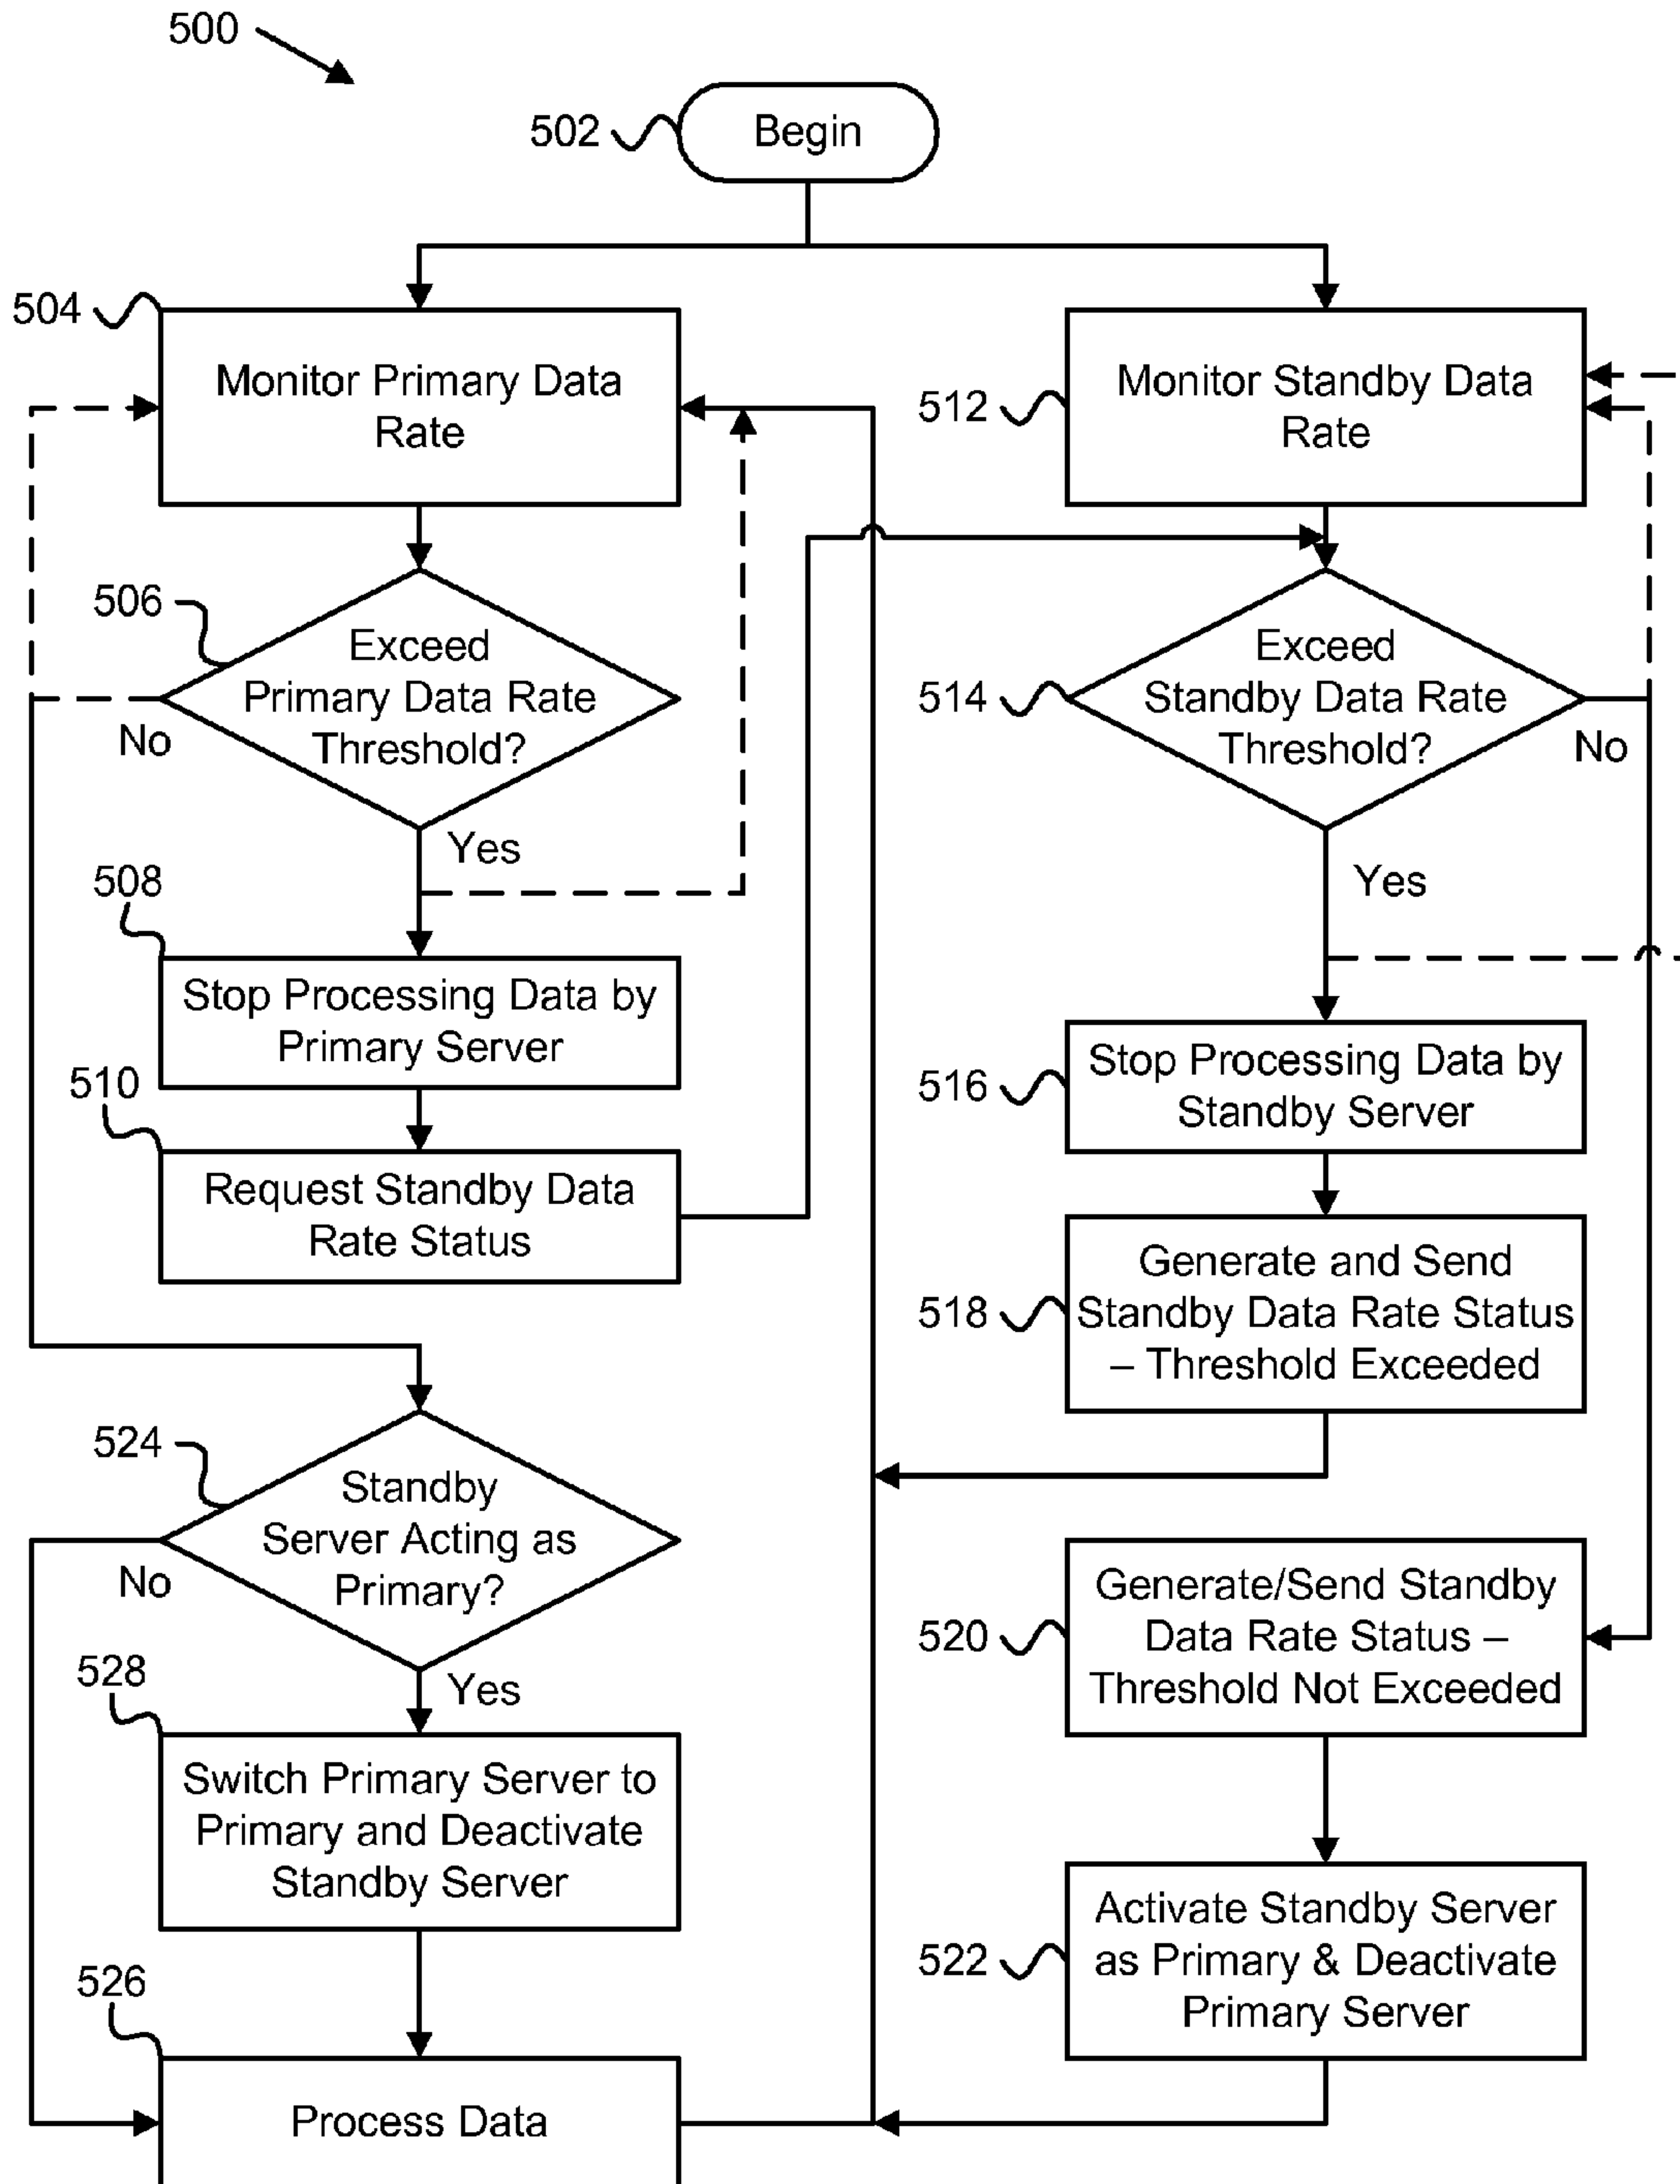 500
502
Begin
504
Monitor Primary Data
Rate
512
Monitor Standby Data
Rate
506
Exceed
Primary Data Rate
Threshold?
No
Yes
514
Exceed
Standby Data Rate
Threshold?
No
Yes
508
Stop Processing Data by
Primary Server
510
Request Standby Data
Rate Status
516
Stop Processing Data by
Standby Server
518
Generate and Send
Standby Data Rate Status
– Threshold Exceeded
524
Standby
Server Acting as
Primary?
No
Yes
520
Generate/Send Standby
Data Rate Status –
Threshold Not Exceeded
528
Switch Primary Server to
Primary and Deactivate
Standby Server
522
Activate Standby Server
as Primary & Deactivate
Primary Server
526
Process Data